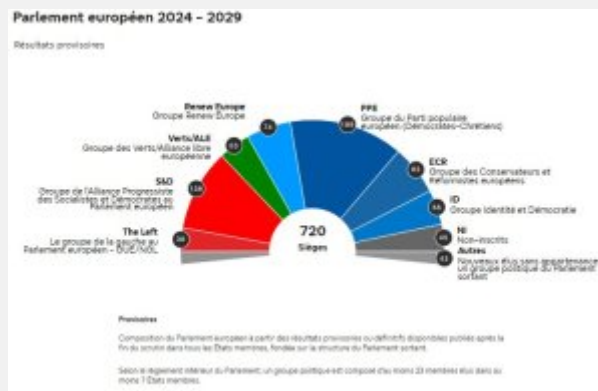 Parlement européen 2024 – 2029
Résultats provisoires
Renew Europe
Groupe Renew Europe
PPE
Groupe du Parti populaire
européen (Démocrates-Chrétiens)
Verts/ALE
Groupe des Verts/Alliance libre
européenne
ECR
Groupe des Conservateurs et
Réformistes européens
S&D
Groupe de l'Alliance Progressiste
des Socialistes et Démocrates au
Parlement européen
ID
Groupe Identité et Démocratie
720
Sièges
The Left
Le groupe de la gauche au
Parlement européen – GUE/NGL
NI
Non-inscrits
Autres
Nouveaux élus sans appartenance
un groupe politique du Parlement
sortant
Provisoires
Composition du Parlement européen à partir des résultats provisoires ou définitifs disponibles publiés après la
fin du scrutin dans tous les États membres, fondée sur la structure du Parlement sortant.
Selon le règlement intérieur du Parlement, un groupe politique est composé d'au moins 23 membres élus dans au
moins 7 États membres.